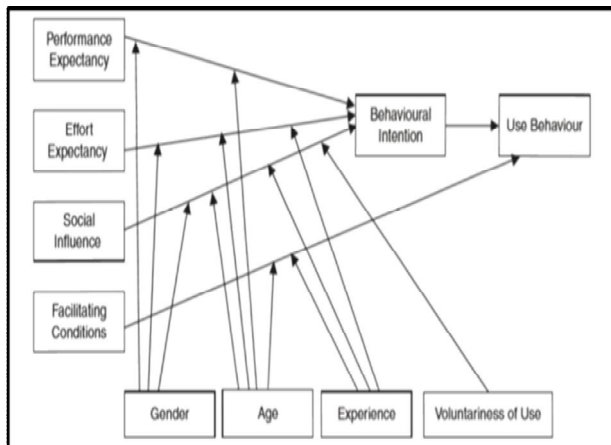 Performance
Expectancy
Effort
Expectancy
Behavioural
Intention
Use Behaviour
Social
Influence
Facilitating
Conditions
Gender
Age
Experience
Voluntariness of Use